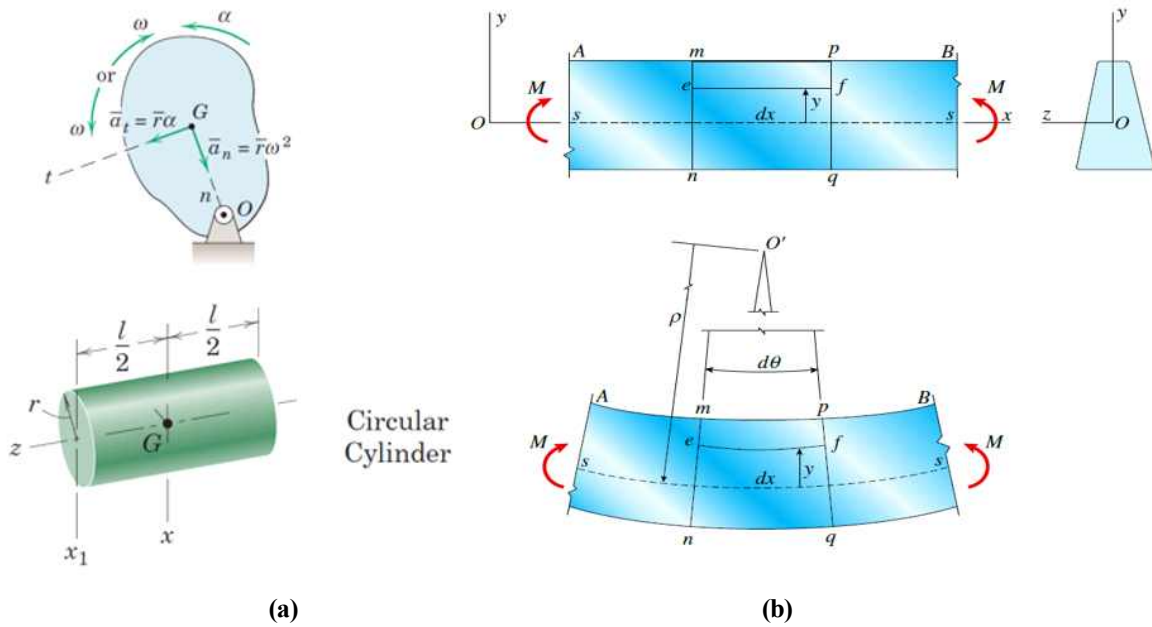 ω
α
or
ω
G
a̅ₜ = r̅α
a̅ₙ = r̅ω²
t
n
O
l/2
l/2
r
G
z
x₁
x
Circular
Cylinder
(a)
y
A
m
p
B
M
e
f
y
M
O
s
dx
s
x
n
q
y
z
O
O′
ρ
dθ
A
m
p
B
M
e
f
M
s
dx
y
s
n
q
(b)